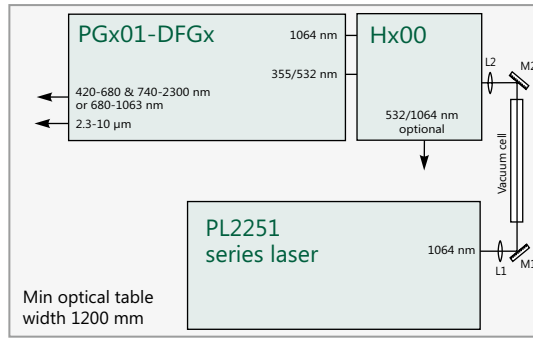 PGx01-DFGx
1064 nm
355/532 nm
420-680 & 740-2300 nm
or 680-1063 nm
2.3-10 µm
Hx00
532/1064 nm
optional
L2
M2
Vacuum cell
PL2251
series laser
1064 nm
L1
M1
Min optical table
width 1200 mm